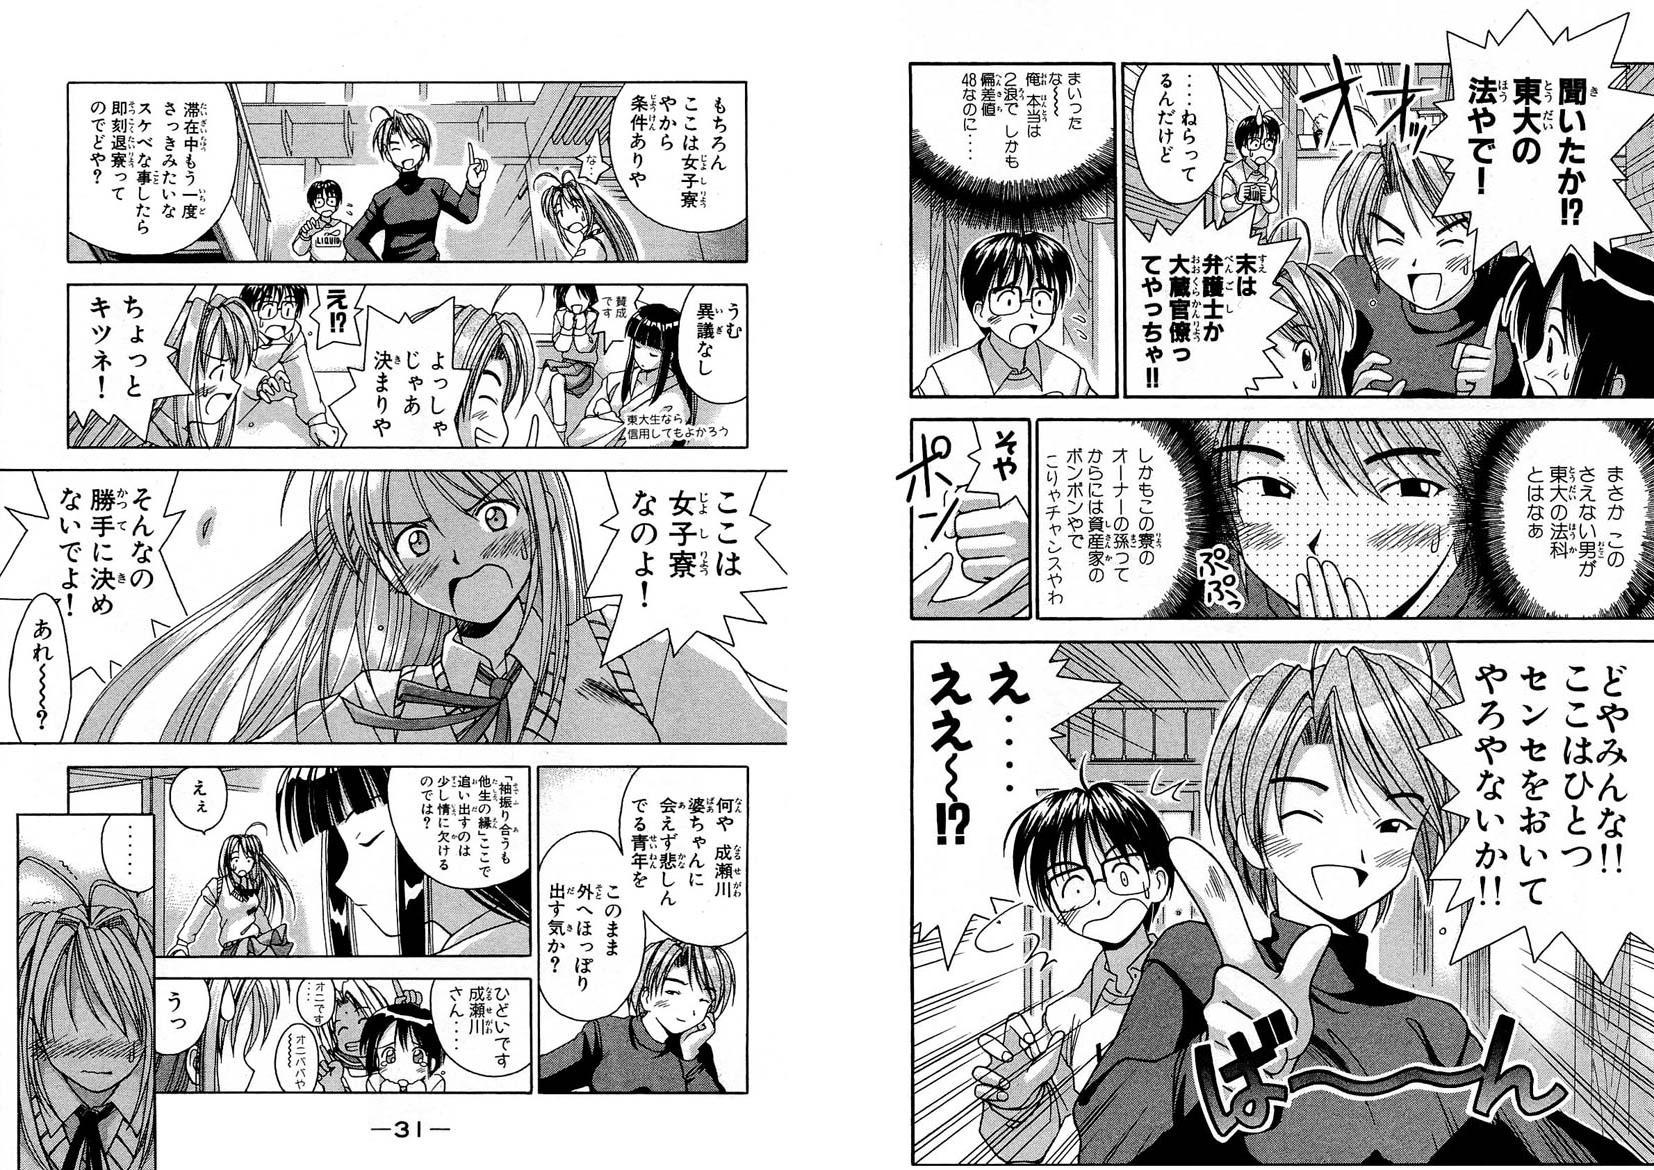 聞いたか!?
東大の
法やで！
オオッ
‥‥ねらって
るんだけど
末は
弁護士か
大蔵官僚っ
てやっちゃ!!
まいった
な〜〜
俺 本当は
2浪で しかも
偏差値
48なのに‥‥
まさか この
さえない男が
東大の法科
とはなぁ
ぷぷっ
しかもこの寮の
オーナーの孫って
からには資産家の
ボンボンやで
こりゃチャンスやわ
そや
ポン
どやみんな!!
ここはひとつ
センセをおいて
やろやないか!!
え‥‥
ええ〜!?
ば〜〜ん
もちろん
ここは女子寮
やから
条件ありや
な…
LIQUID
滞在中もう一度
さっきみたいな
スケベな事したら
即刻退寮って
のでどや？
うむ
異議なし
東大生なら
信用してもよかろう
賛成
です
よっしゃ
じゃあ
決まりや
え!?
ちょっと
キツネ！
ここは
女子寮
なのよ！
そんなの
勝手に決め
ないでよ！
あれ〜〜〜？
何や 成瀬川
婆ちゃんに
会えず悲しん
でる青年を
このまま
外へほっぽり
出す気か？
「袖振り合うも
他生の縁」ここで
追い出すのは
少し情に欠ける
のでは？
えぇ
ひどいです
成瀬川
さん‥‥
オニです
‥‥
オニババや
うっ
‥‥‥‥
—31—